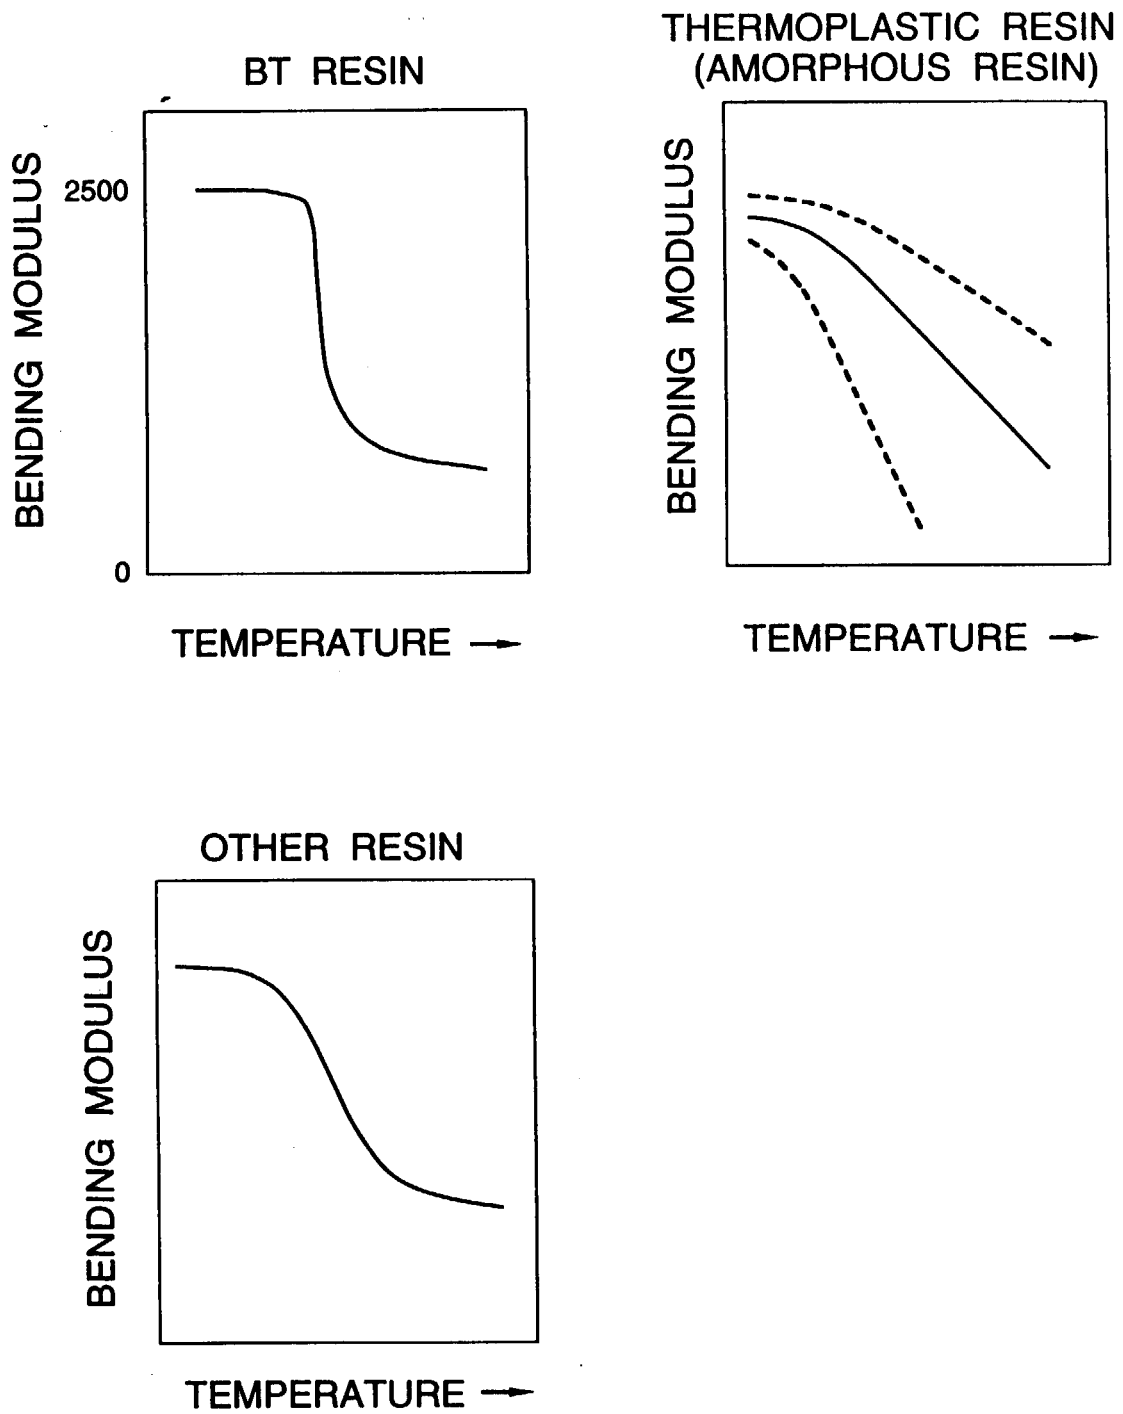 BT RESIN
BENDING MODULUS
2500
0
TEMPERATURE →
THERMOPLASTIC RESIN
(AMORPHOUS RESIN)
BENDING MODULUS
TEMPERATURE →
OTHER RESIN
BENDING MODULUS
TEMPERATURE →